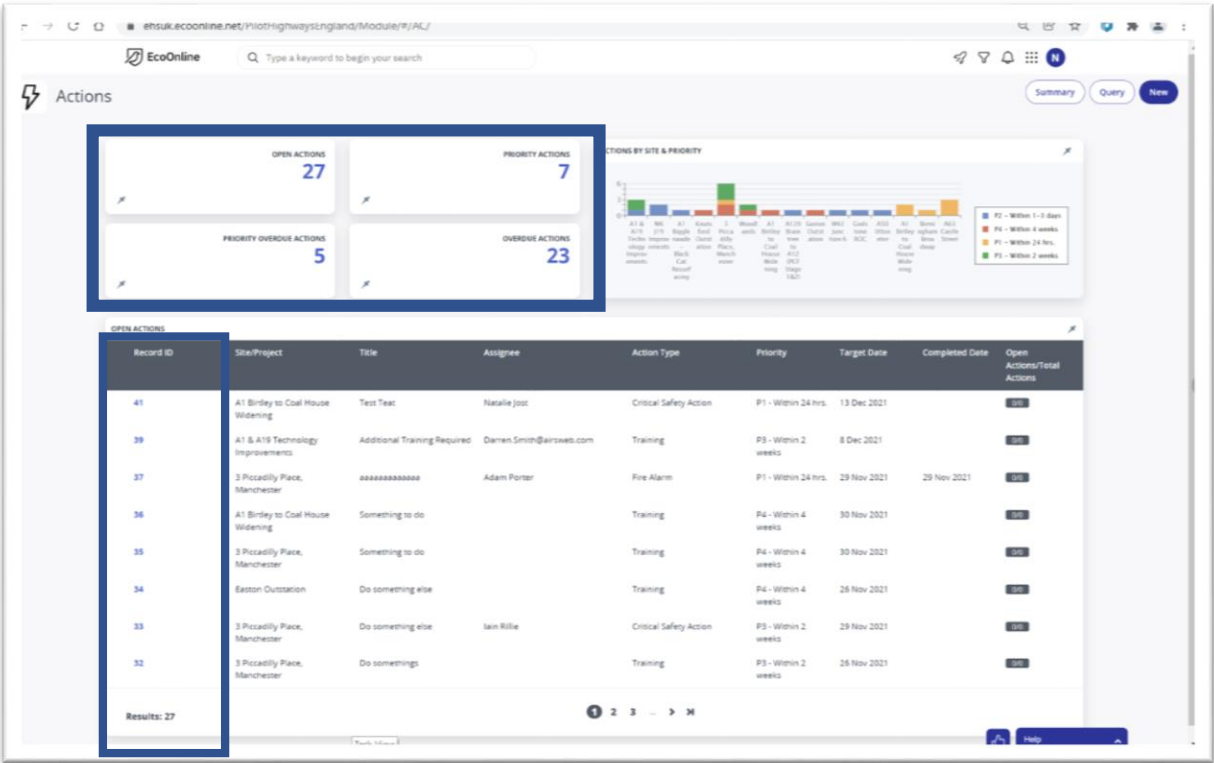 ehsuk.ecoonline.net/PilotHighwaysEngland/Module/#/AC/
EcoOnline
Type a keyword to begin your search
N
Actions
Summary
Query
New
OPEN ACTIONS
27
PRIORITY ACTIONS
7
PRIORITY OVERDUE ACTIONS
5
OVERDUE ACTIONS
23
CTIONS BY SITE & PRIORITY
P2 - Within 1-3 days
P4 - Within 4 weeks
P1 - Within 24 hrs.
P3 - Within 2 weeks
OPEN ACTIONS
Record ID Site/Project Title Assignee Action Type Priority Target Date Completed Date Open
Actions/Total
Actions
41 A1 Birtley to Coal House Test Teat Natalie Jost Critical Safety Action P1 - Within 24 hrs. 13 Dec 2021 0/0
Widening
39 A1 & A19 Technology Additional Training Required Darren.Smith@airsweb.com Training P3 - Within 2 8 Dec 2021 0/0
Improvements weeks
37 3 Piccadilly Place, aaaaaaaaaaaaa Adam Porter Fire Alarm P1 - Within 24 hrs. 29 Nov 2021 29 Nov 2021 0/0
Manchester
36 A1 Birtley to Coal House Something to do Training P4 - Within 4 30 Nov 2021 0/0
Widening weeks
35 3 Piccadilly Place, Something to do Training P4 - Within 4 30 Nov 2021 0/0
Manchester weeks
34 Easton Outstation Do something else Training P4 - Within 4 26 Nov 2021 0/0
weeks
33 3 Piccadilly Place, Do something else Iain Rillie Critical Safety Action P3 - Within 2 29 Nov 2021 0/0
Manchester weeks
32 3 Piccadilly Place, Do somethings Training P3 - Within 2 26 Nov 2021 0/0
Manchester weeks
Results: 27
1 2 3 ..
Help